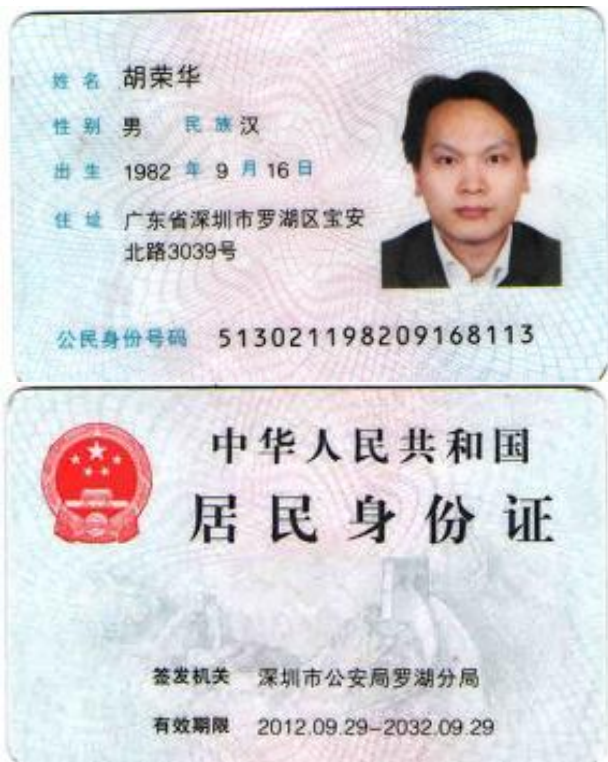 姓名 胡荣华
性别 男 民族 汉
出生 1982 年 9 月 16 日
住址 广东省深圳市罗湖区宝安
北路3039号
公民身份号码 513021198209168113
中华人民共和国
居民身份证
签发机关 深圳市公安局罗湖分局
有效期限 2012.09.29-2032.09.29